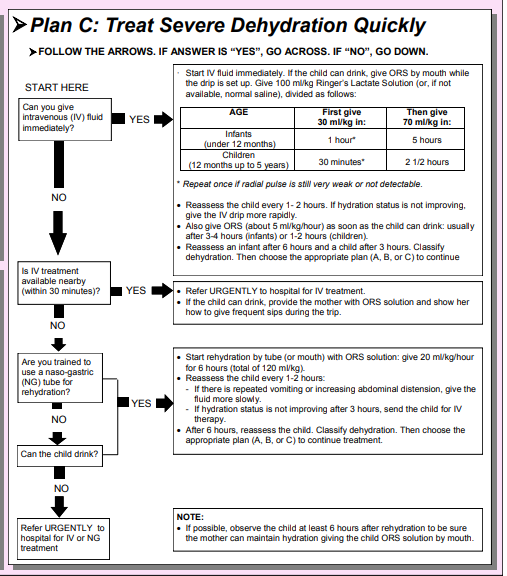 ➤Plan C: Treat Severe Dehydration Quickly
➤FOLLOW THE ARROWS. IF ANSWER IS “YES”, GO ACROSS. IF “NO”, GO DOWN.
START HERE
Can you give
intravenous (IV) fluid
immediately?
YES
· Start IV fluid immediately. If the child can drink, give ORS by mouth while
the drip is set up. Give 100 ml/kg Ringer's Lactate Solution (or, if not
available, normal saline), divided as follows:
AGE First give Then give
30 ml/kg in: 70 ml/kg in:
Infants
(under 12 months) 1 hour* 5 hours
Children
(12 months up to 5 years) 30 minutes* 2 1/2 hours
* Repeat once if radial pulse is still very weak or not detectable.
• Reassess the child every 1- 2 hours. If hydration status is not improving,
give the IV drip more rapidly.
• Also give ORS (about 5 ml/kg/hour) as soon as the child can drink: usually
after 3-4 hours (infants) or 1-2 hours (children).
• Reassess an infant after 6 hours and a child after 3 hours. Classify
dehydration. Then choose the appropriate plan (A, B, or C) to continue
NO
Is IV treatment
available nearby
(within 30 minutes)?
YES
• Refer URGENTLY to hospital for IV treatment.
• If the child can drink, provide the mother with ORS solution and show her
how to give frequent sips during the trip.
NO
Are you trained to
use a naso-gastric
(NG) tube for
rehydration?
YES
• Start rehydration by tube (or mouth) with ORS solution: give 20 ml/kg/hour
for 6 hours (total of 120 ml/kg).
• Reassess the child every 1-2 hours:
- If there is repeated vomiting or increasing abdominal distension, give the
fluid more slowly.
- If hydration status is not improving after 3 hours, send the child for IV
therapy.
• After 6 hours, reassess the child. Classify dehydration. Then choose the
appropriate plan (A, B, or C) to continue treatment.
NO
Can the child drink?
NO
Refer URGENTLY to
hospital for IV or NG
treatment
NOTE:
• If possible, observe the child at least 6 hours after rehydration to be sure
the mother can maintain hydration giving the child ORS solution by mouth.